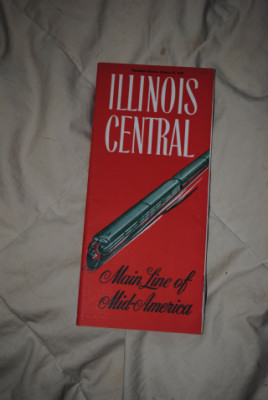 ILLINOIS
CENTRAL
Main Line of
Mid-America